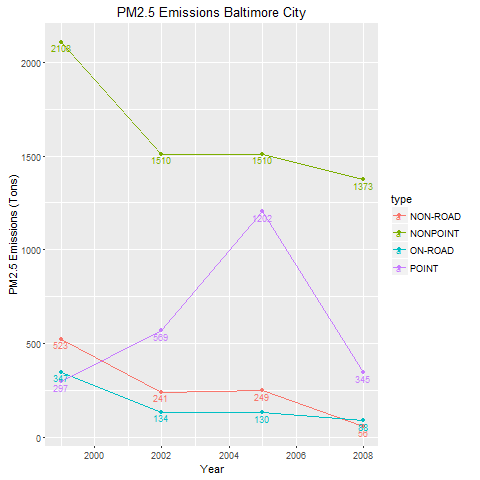 PM2.5 Emissions Baltimore City
PM2.5 Emissions (Tons)
2000
1500
1000
500
0
2108
1510
1510
1373
297
569
1202
345
523
241
249
134
130
2000
2002
2004
2006
2008
Year
type
NON-ROAD
NONPOINT
ON-ROAD
POINT